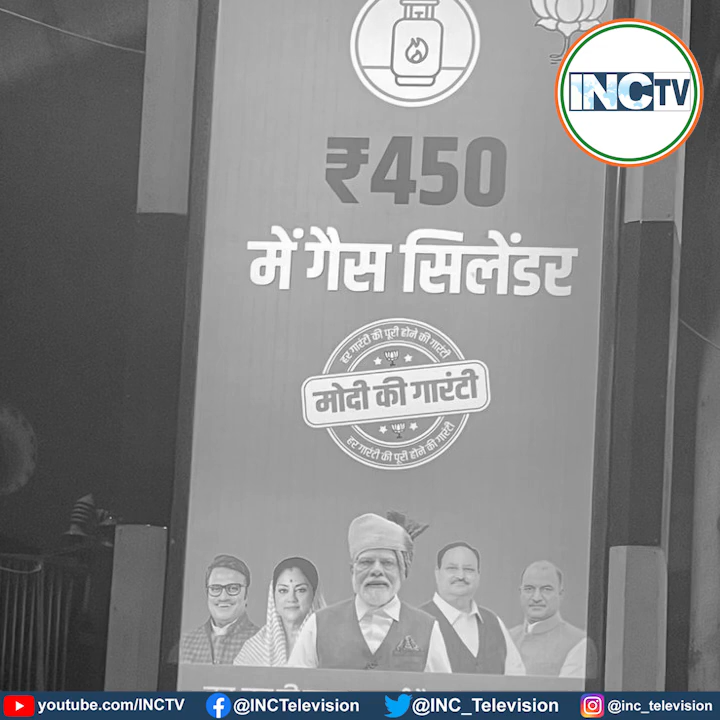 INCTV
₹450
में गैस सिलेंडर
हर गारंटी की पूरी होने की गारंटी
मोदी की गारंटी
हर गारंटी की पूरी होने की गारंटी
youtube.com/INCTV
@INCTelevision
@INC_Television
@inc_television